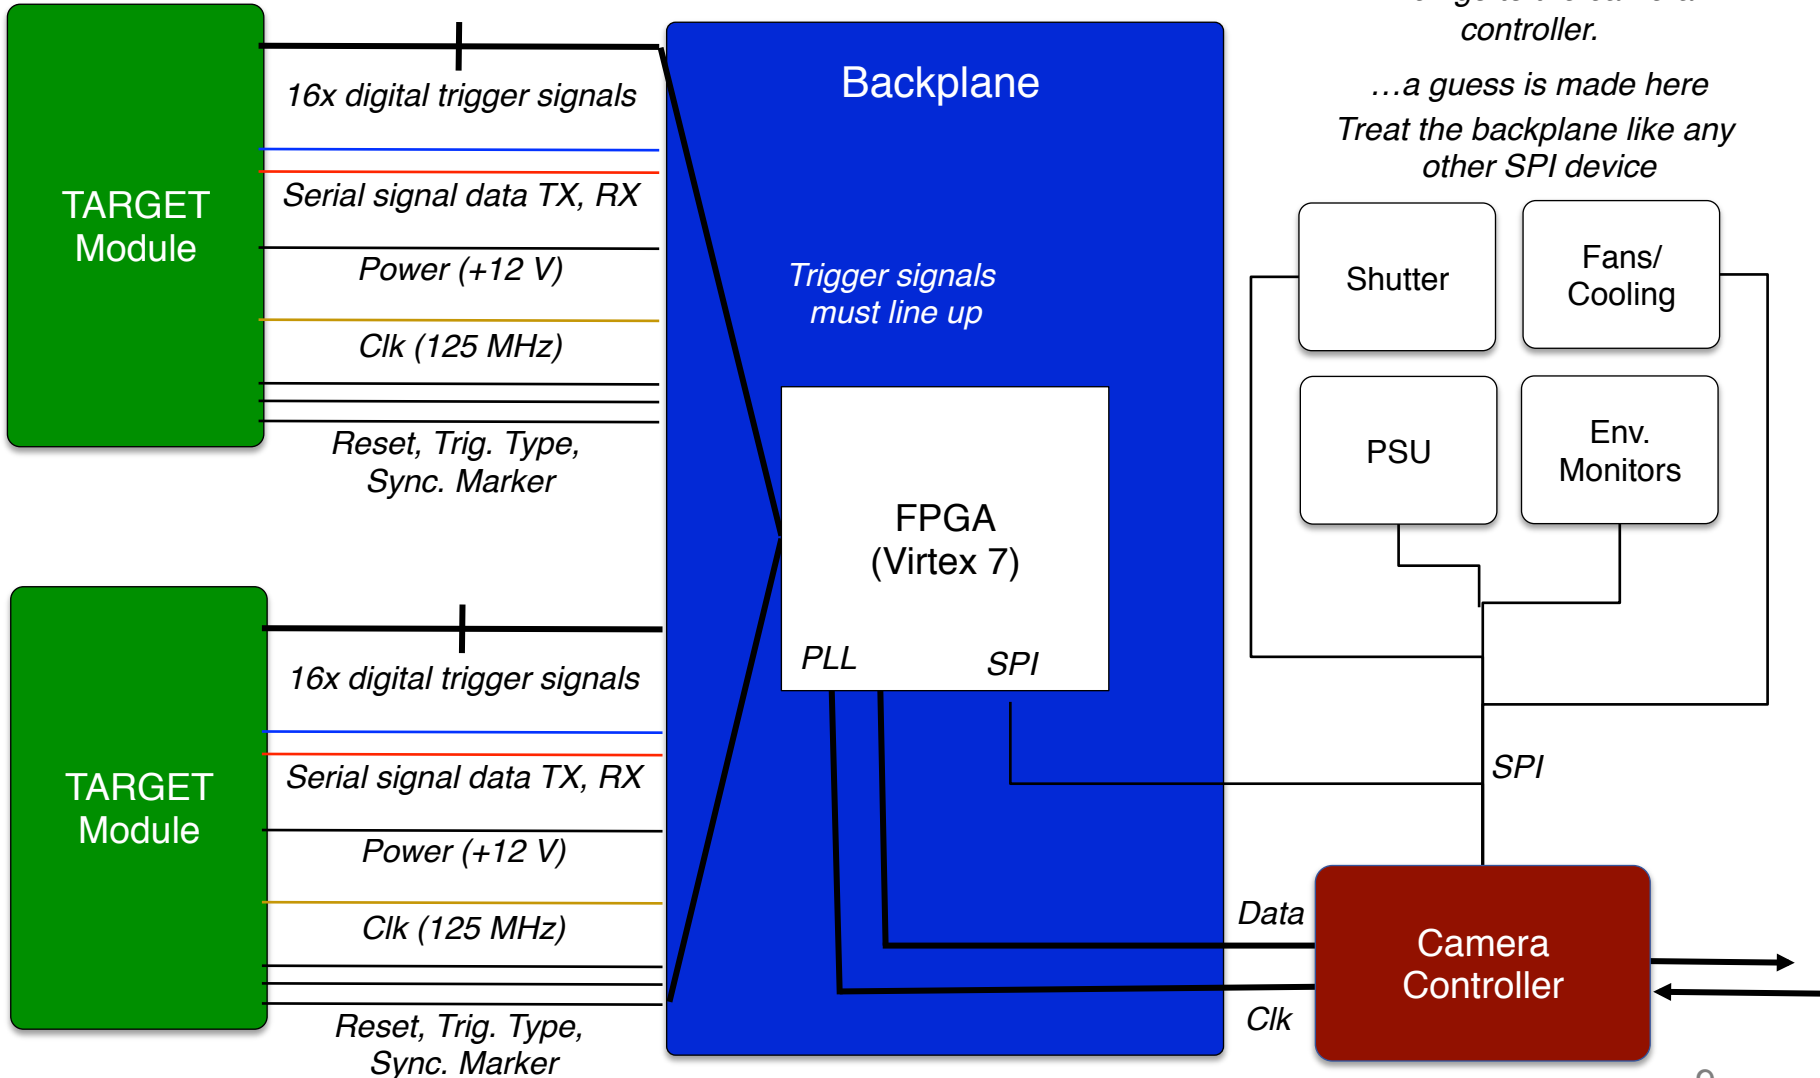 controller.
…a guess is made here
Treat the backplane like any
other SPI device
TARGET
Module
16x digital trigger signals
Serial signal data TX, RX
Power (+12 V)
Clk (125 MHz)
Reset, Trig. Type,
Sync. Marker
Backplane
Trigger signals
must line up
FPGA
(Virtex 7)
PLL
SPI
Shutter
Fans/
Cooling
PSU
Env.
Monitors
SPI
TARGET
Module
16x digital trigger signals
Serial signal data TX, RX
Power (+12 V)
Clk (125 MHz)
Reset, Trig. Type,
Sync. Marker
Data
Clk
Camera
Controller